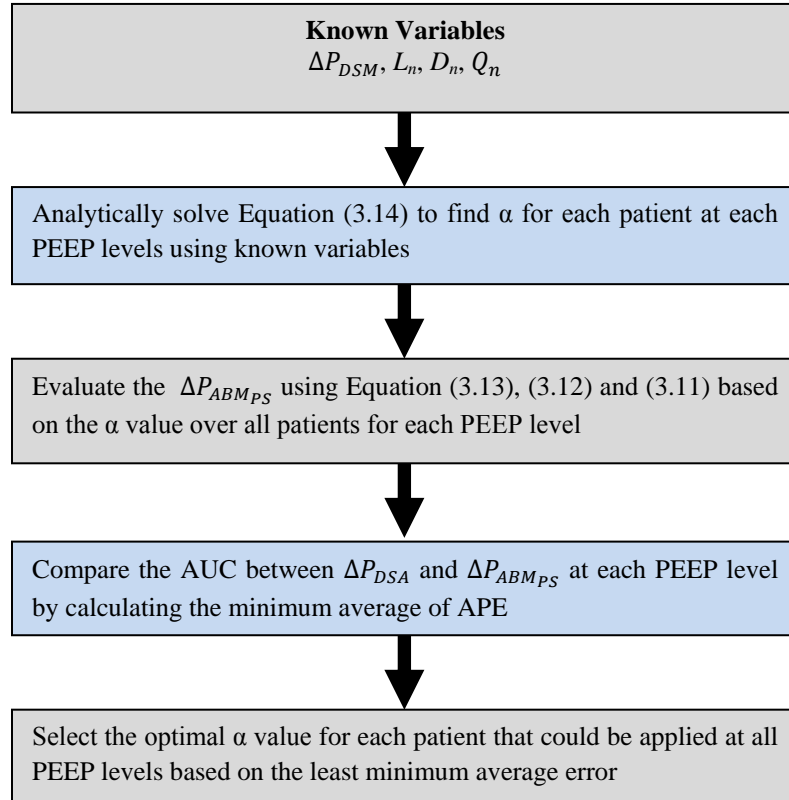 Known Variables
ΔP_DSM, L_n, D_n, Q_n
Analytically solve Equation (3.14) to find α for each patient at each
PEEP levels using known variables
Evaluate the ΔP_ABM_PS using Equation (3.13), (3.12) and (3.11) based
on the α value over all patients for each PEEP level
Compare the AUC between ΔP_DSA and ΔP_ABM_PS at each PEEP level
by calculating the minimum average of APE
Select the optimal α value for each patient that could be applied at all
PEEP levels based on the least minimum average error